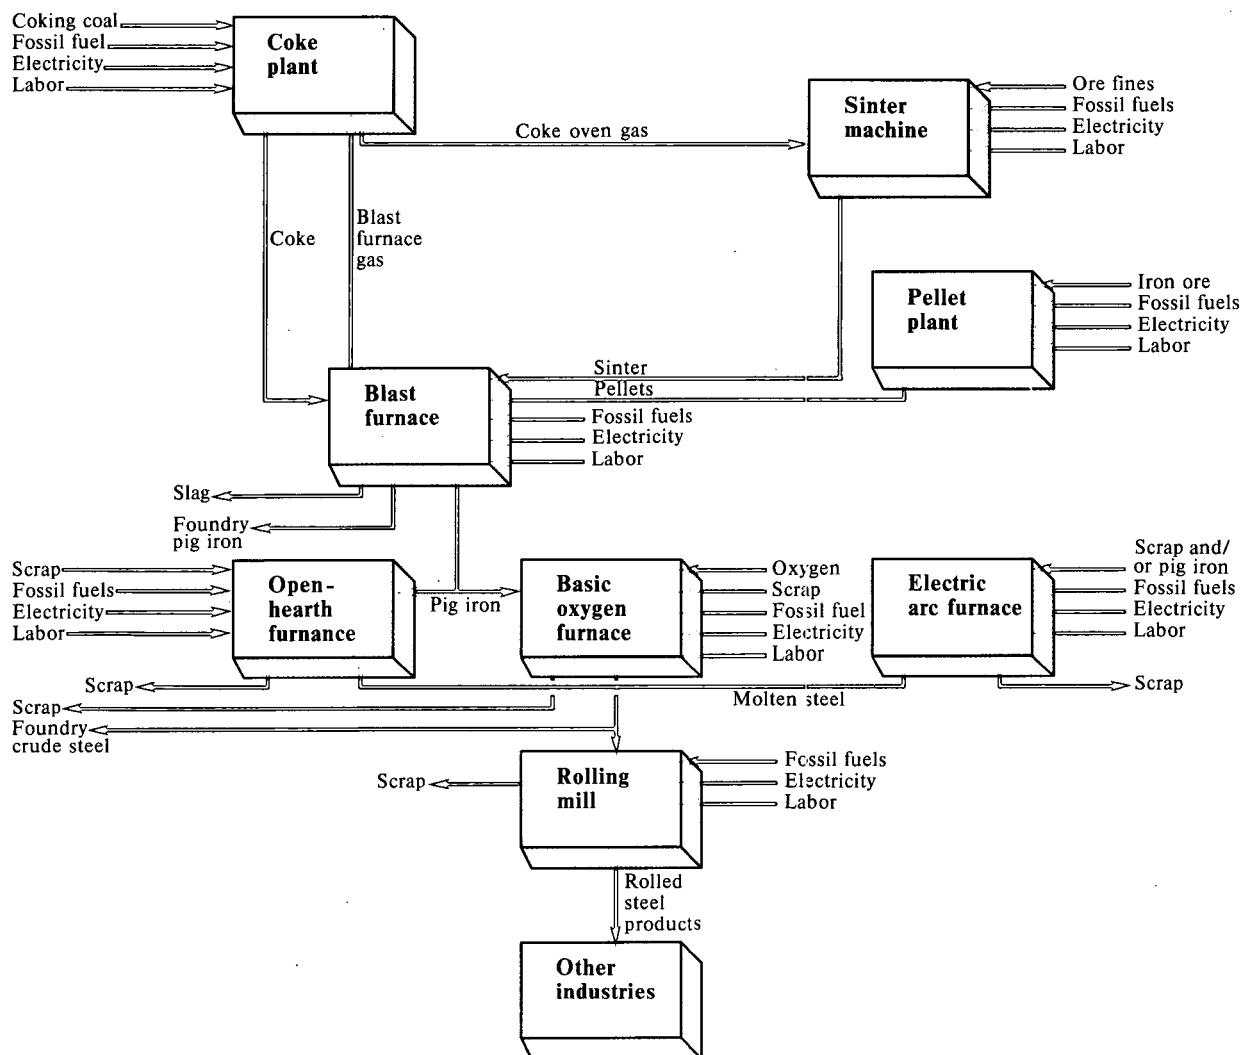 Coking coal
Fossil fuel
Electricity
Labor
Coke
plant
Coke oven gas
Sinter
machine
Ore fines
Fossil fuels
Electricity
Labor
Coke
Blast
furnace
gas
Pellet
plant
Iron ore
Fossil fuels
Electricity
Labor
Sinter
Pellets
Blast
furnace
Fossil fuels
Electricity
Labor
Slag
Foundry
pig iron
Scrap
Fossil fuels
Electricity
Labor
Open-
hearth
furnance
Pig iron
Basic
oxygen
furnace
Oxygen
Scrap
Fossil fuel
Electricity
Labor
Electric
arc furnace
Scrap and/
or pig iron
Fossil fuels
Electricity
Labor
Scrap
Molten steel
Scrap
Scrap
Foundry
crude steel
Scrap
Rolling
mill
Fossil fuels
Electricity
Labor
Rolled
steel
products
Other
industries